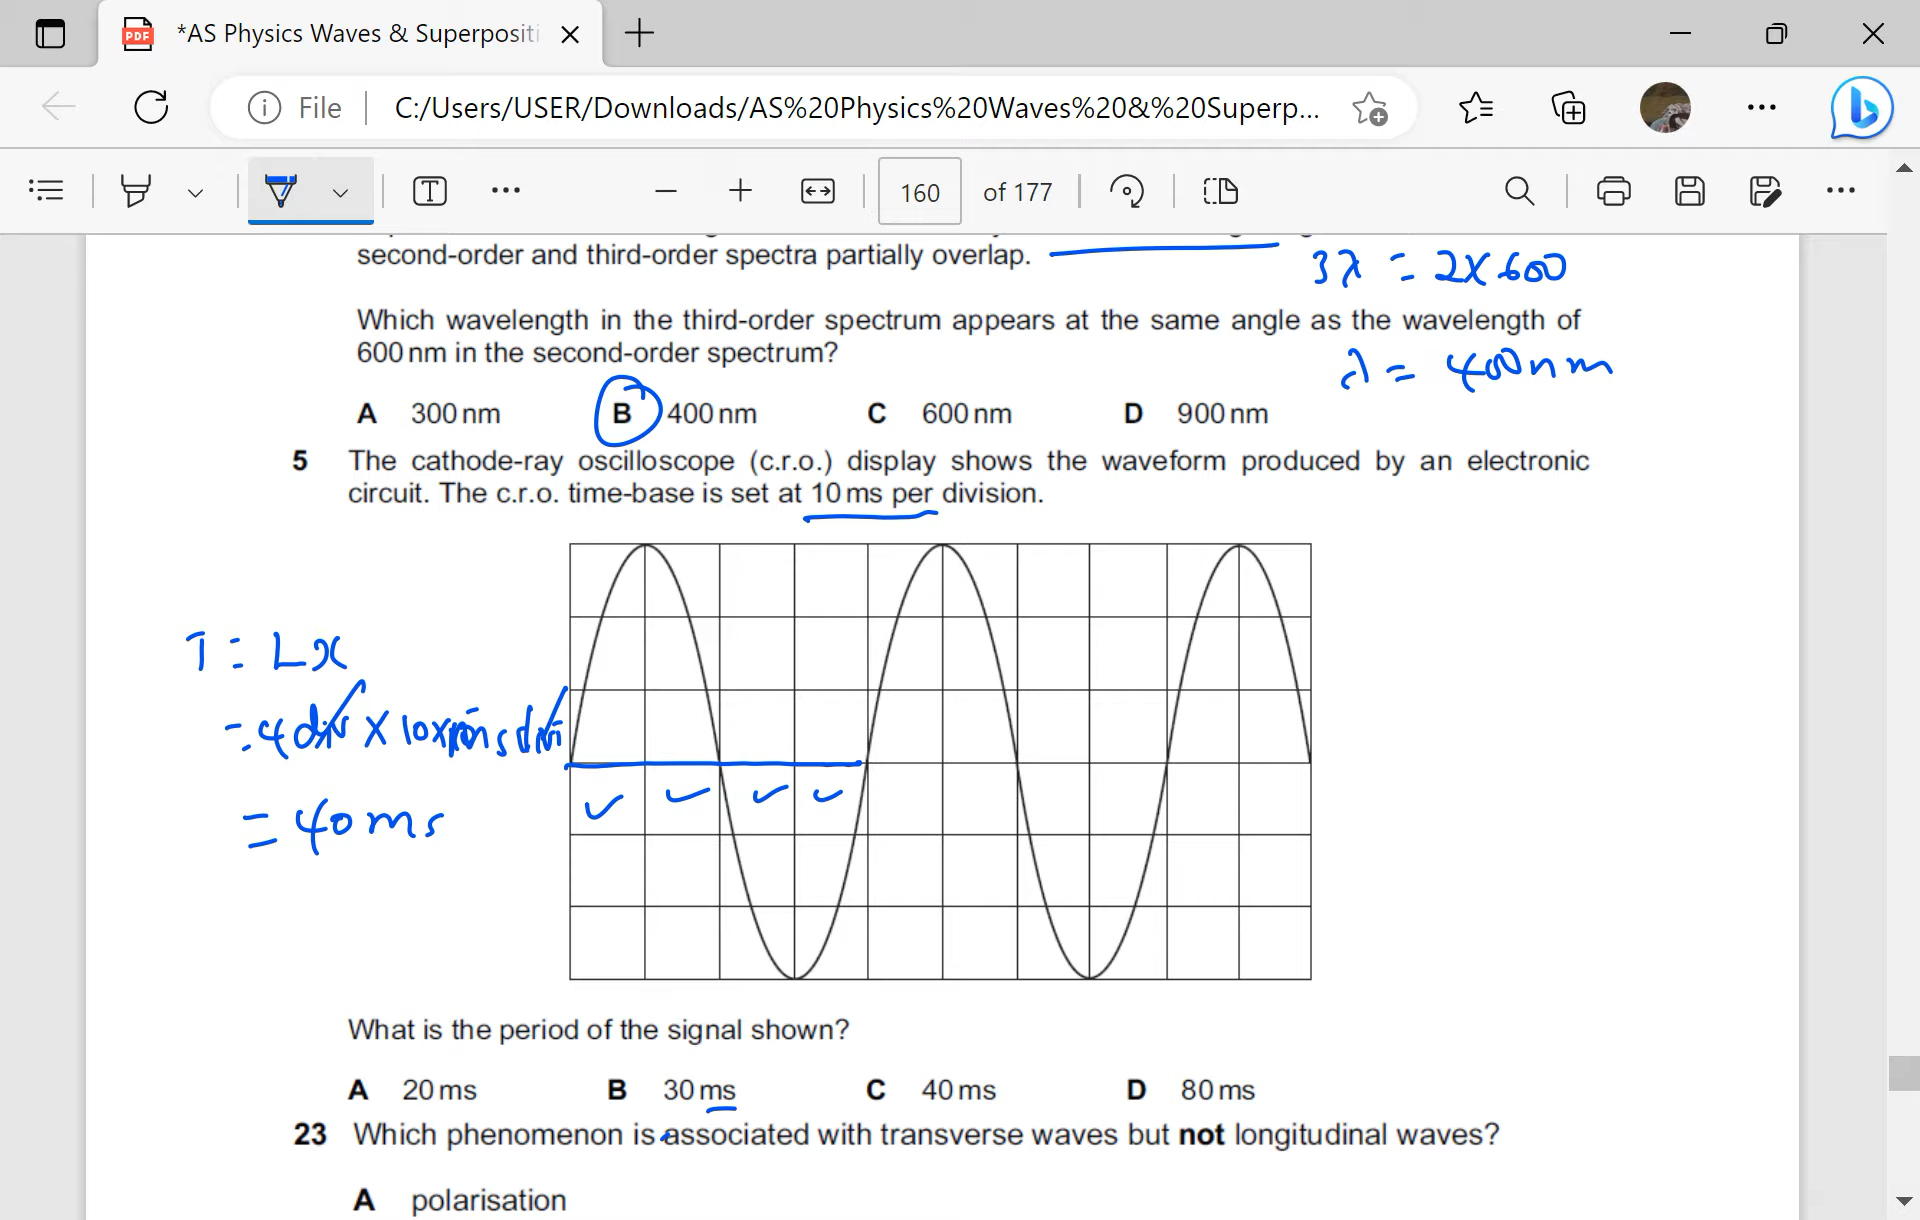 *AS Physics Waves & Superpositi
File
C:/Users/USER/Downloads/AS%20Physics%20Waves%20&%20Superp...
160 of 177
second-order and third-order spectra partially overlap.
3λ = 2×600
Which wavelength in the third-order spectrum appears at the same angle as the wavelength of
600 nm in the second-order spectrum?
λ = 400nm
A 300 nm B 400 nm C 600 nm D 900 nm
5 The cathode-ray oscilloscope (c.r.o.) display shows the waveform produced by an electronic
circuit. The c.r.o. time-base is set at 10 ms per division.
T = Lx
= 4 div × 10
= 40 ms
What is the period of the signal shown?
A 20 ms B 30 ms C 40 ms D 80 ms
23 Which phenomenon is associated with transverse waves but not longitudinal waves?
A polarisation